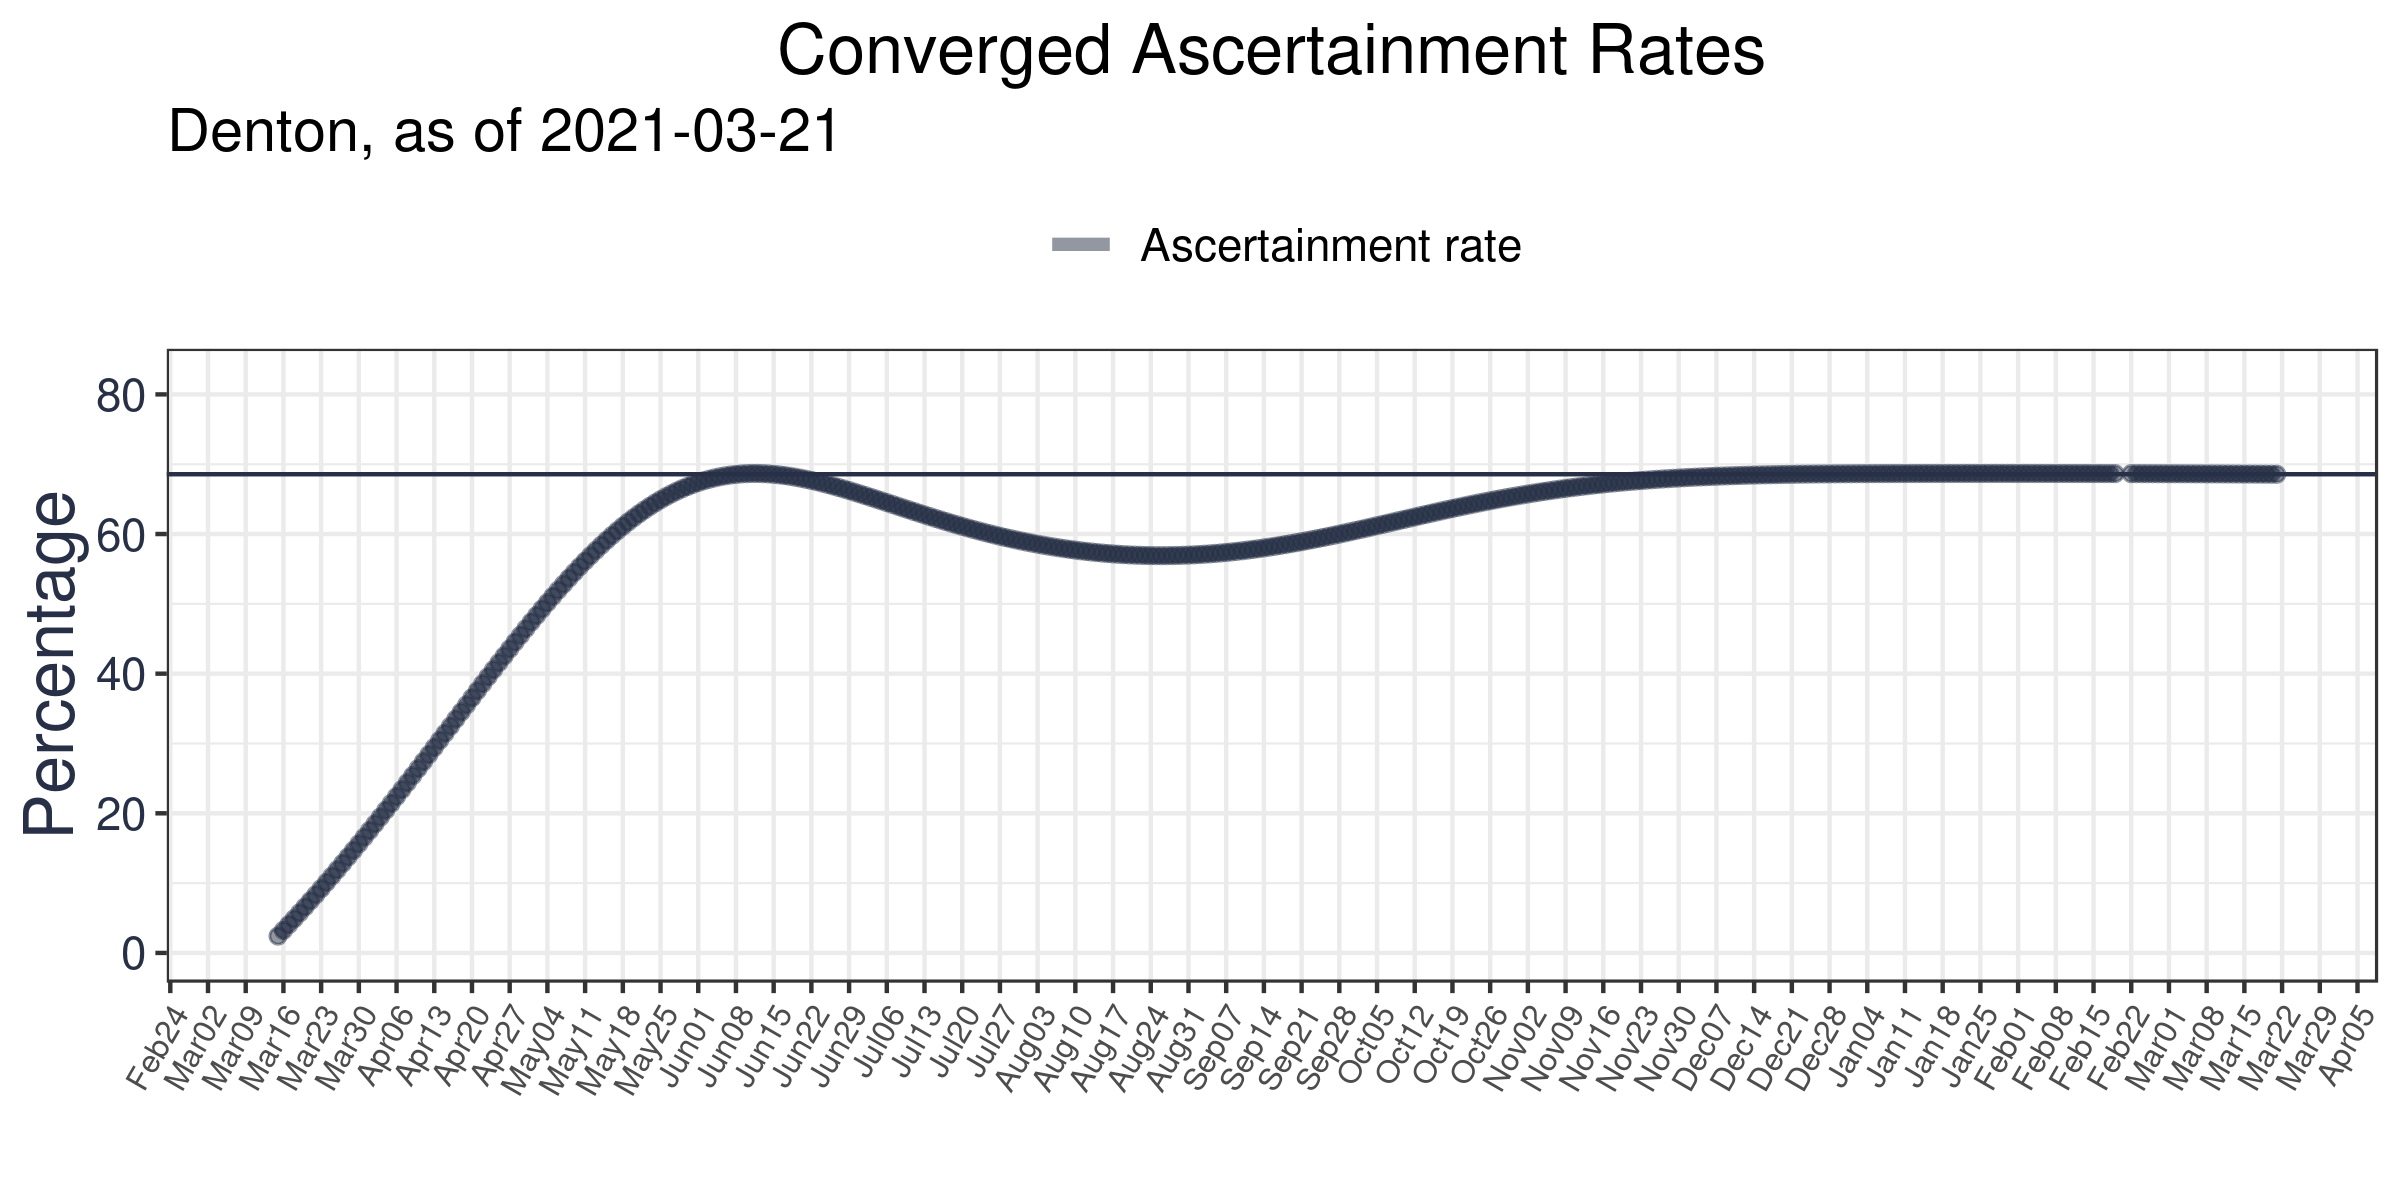 Converged Ascertainment Rates
Denton, as of 2021-03-21
Ascertainment rate
Percentage
80
60
40
20
0
Feb24
Mar02
Mar09
Mar16
Mar23
Mar30
Apr06
Apr13
Apr20
Apr27
May04
May11
May18
May25
Jun01
Jun08
Jun15
Jun22
Jun29
Jul06
Jul13
Jul20
Jul27
Aug03
Aug10
Aug17
Aug24
Aug31
Sep07
Sep14
Sep21
Sep28
Oct05
Oct12
Oct19
Oct26
Nov02
Nov09
Nov16
Nov23
Nov30
Dec07
Dec14
Dec21
Dec28
Jan04
Jan11
Jan18
Jan25
Feb01
Feb08
Feb15
Feb22
Mar01
Mar08
Mar15
Mar22
Mar29
Apr05